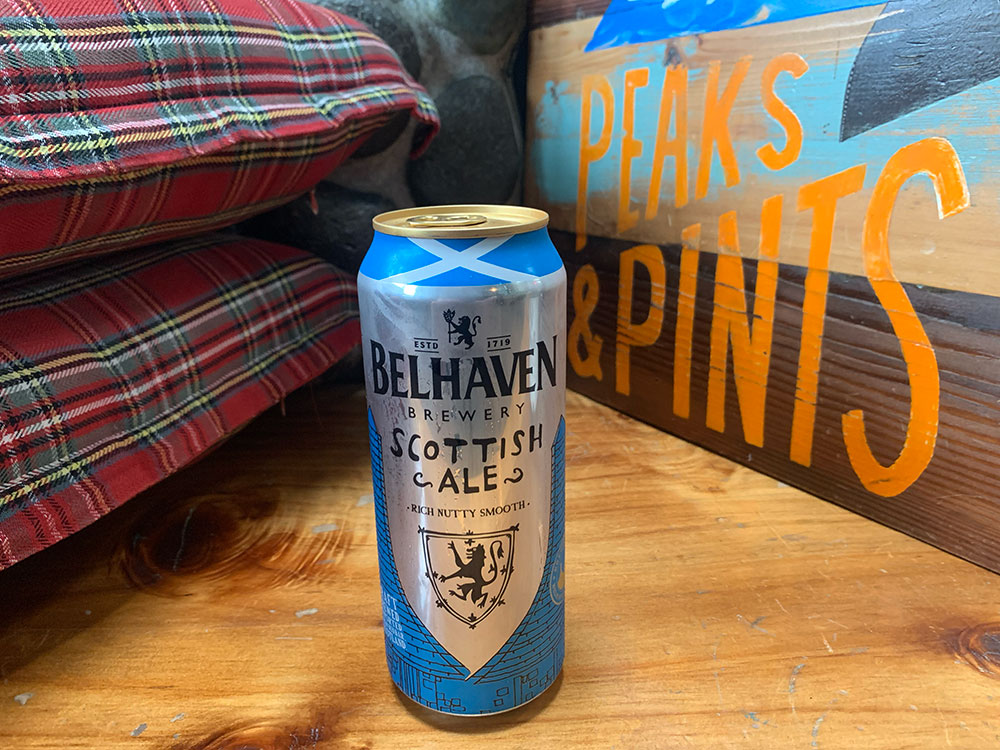 ESTD 1719
BELHAVEN
BREWERY
SCOTTISH
ALE
· RICH NUTTY SMOOTH ·
PEAKS
& PINTS